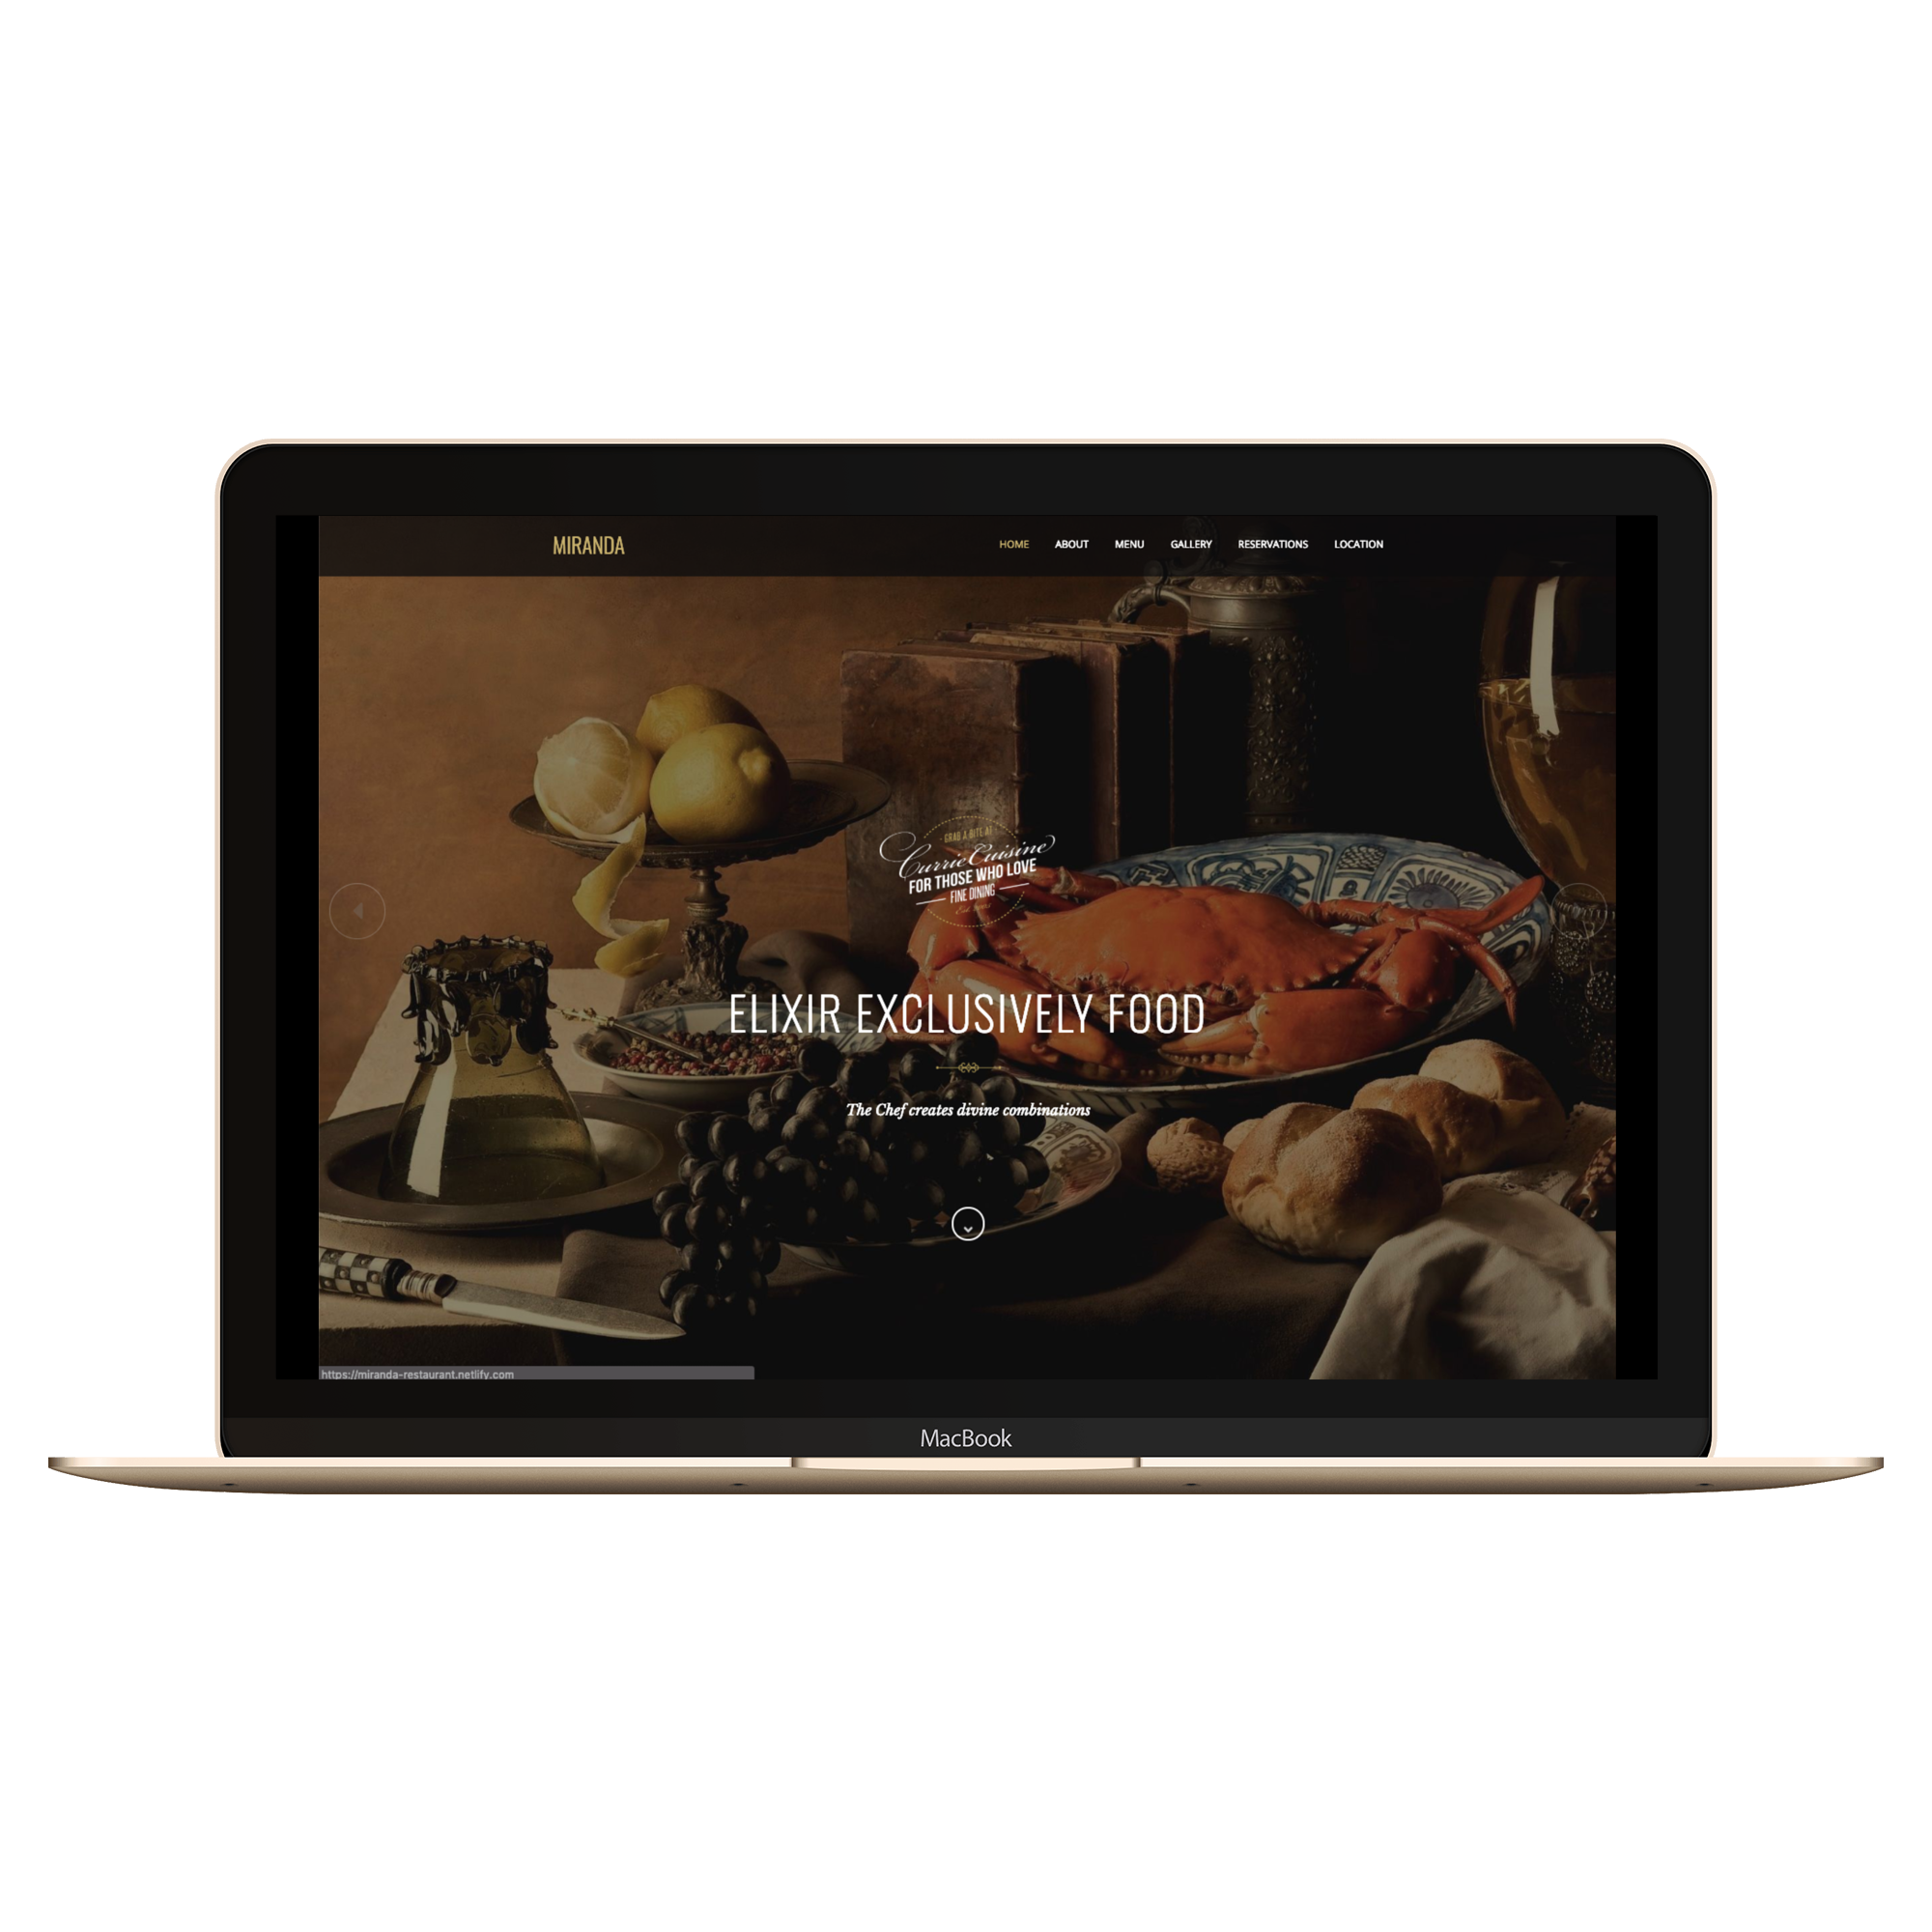 MIRANDA
HOME ABOUT MENU GALLERY RESERVATIONS LOCATION
GRAB A BITE AT
CurrieCuisine
FOR THOSE WHO LOVE
FINE DINING
ELIXIR EXCLUSIVELY FOOD
The Chef creates divine combinations
https://miranda-restaurant.netlify.com
MacBook